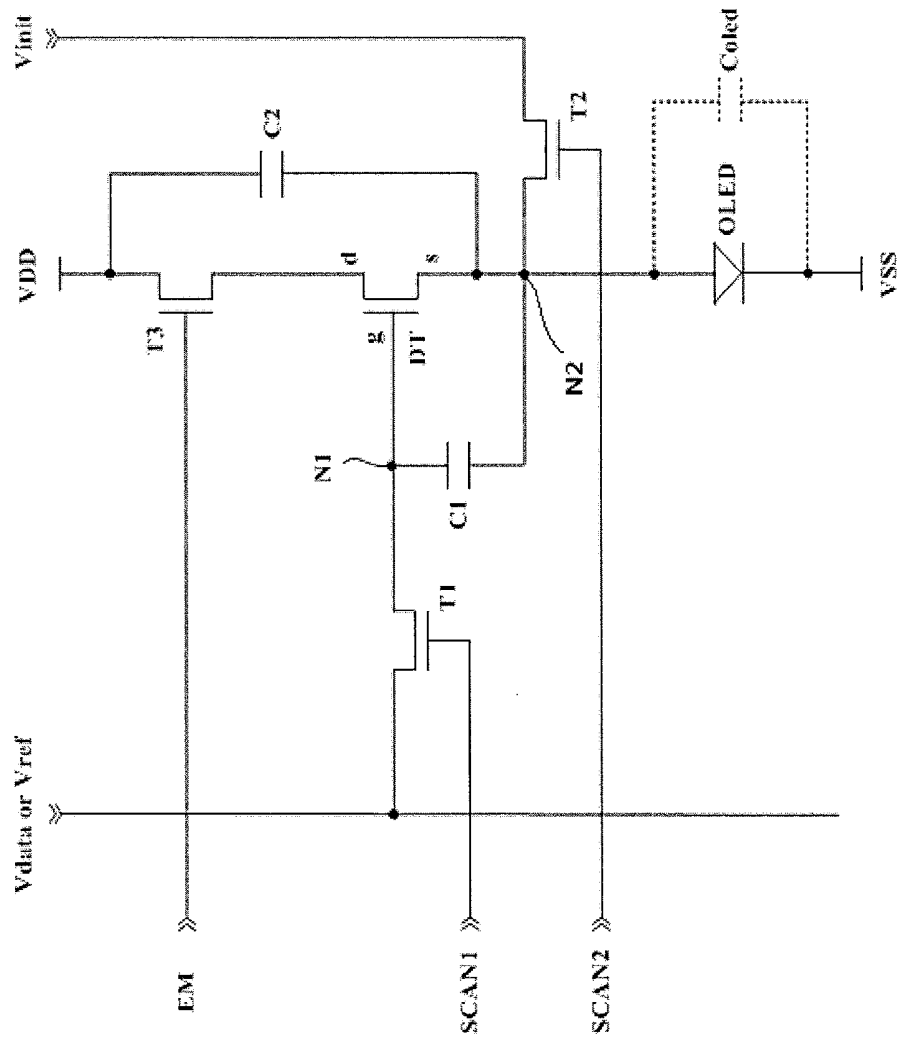 Vdata or Vref
VDD
Vinit
C2
T3
d
s
g
DT
T2
N1
N2
C1
T1
OLED
Coled
VSS
EM
SCAN1
SCAN2